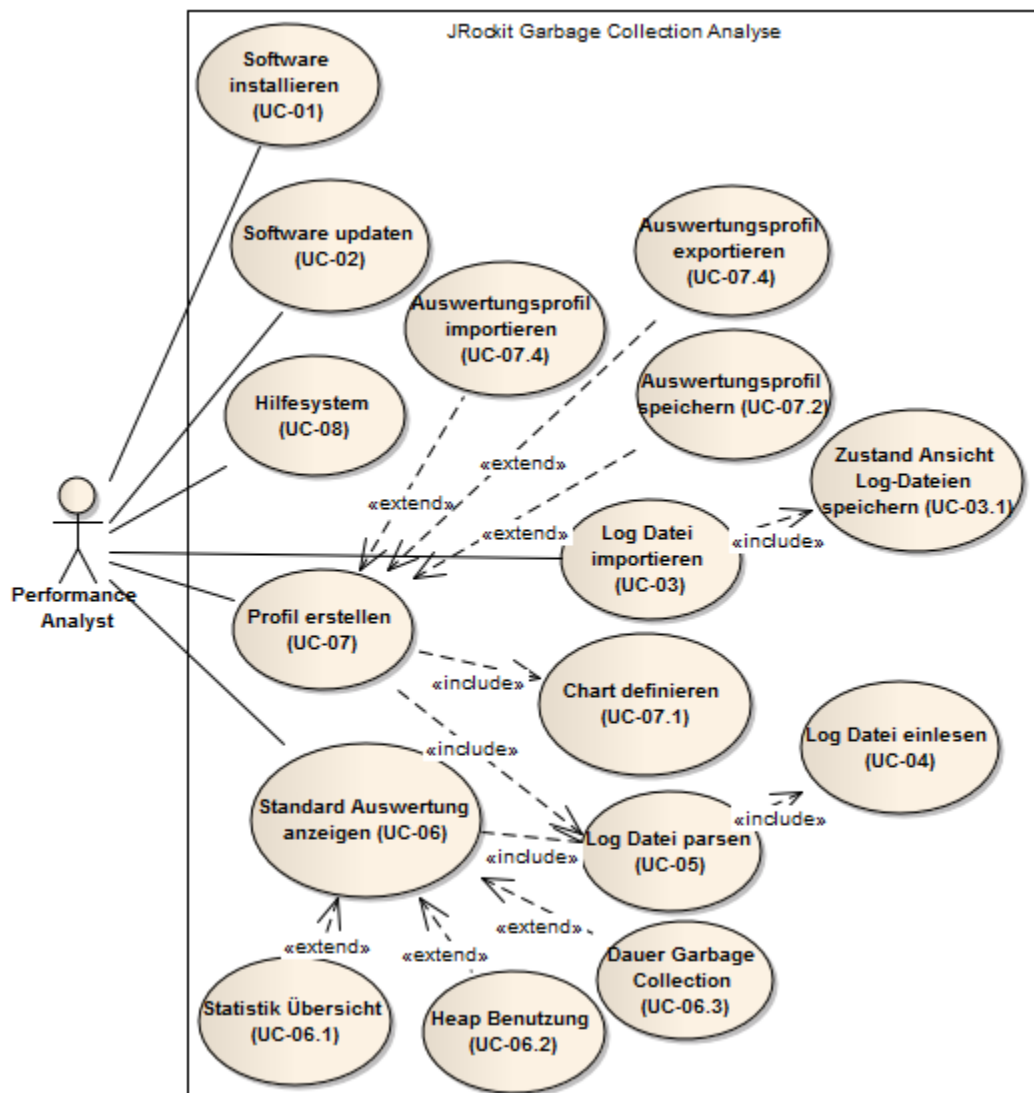 JRockit Garbage Collection Analyse
Software
installieren
(UC-01)
Software updaten
(UC-02)
Auswertungsprofil
exportieren
(UC-07.4)
Auswertungsprofil
importieren
(UC-07.4)
Auswertungsprofil
speichern (UC-07.2)
Hilfesystem
(UC-08)
Zustand Ansicht
Log-Dateien
speichern (UC-03.1)
«extend»
«extend»
«extend»
Log Datei
importieren
(UC-03)
«include»
Performance
Analyst
Profil erstellen
(UC-07)
«include»
Chart definieren
(UC-07.1)
«include»
Log Datei einlesen
(UC-04)
Standard Auswertung
anzeigen (UC-06)
«include»
Log Datei parsen
(UC-05)
«include»
«extend»
«extend»
«extend»
Dauer Garbage
Collection
(UC-06.3)
Statistik Übersicht
(UC-06.1)
Heap Benutzung
(UC-06.2)